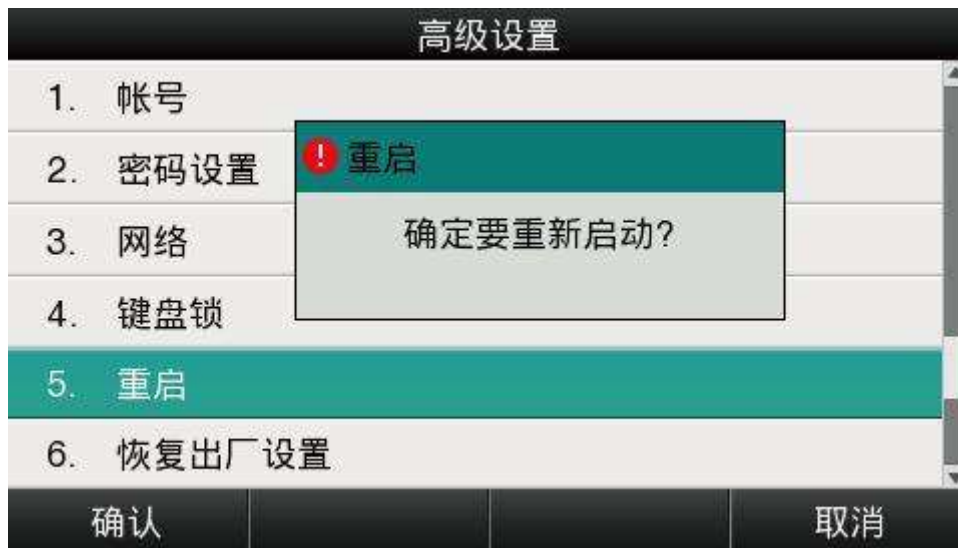 高级设置
1. 帐号
2. 密码设置
3. 网络
4. 键盘锁
5. 重启
6. 恢复出厂设置
重启
确定要重新启动?
确认
取消